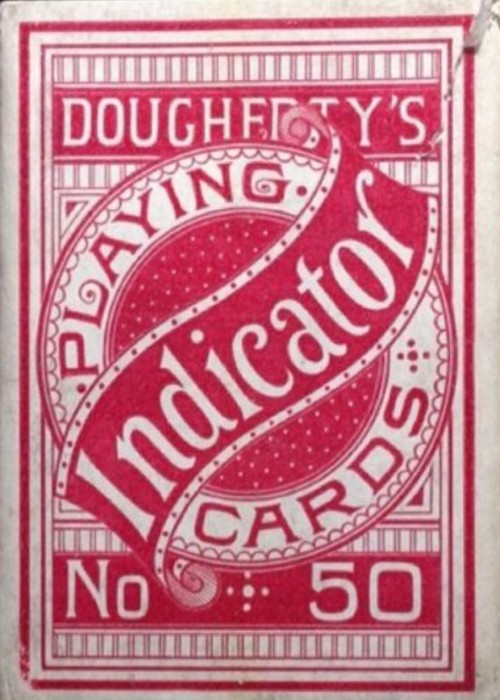 DOUGHERTY'S
PLAYING
Indicator
CARDS
No 50